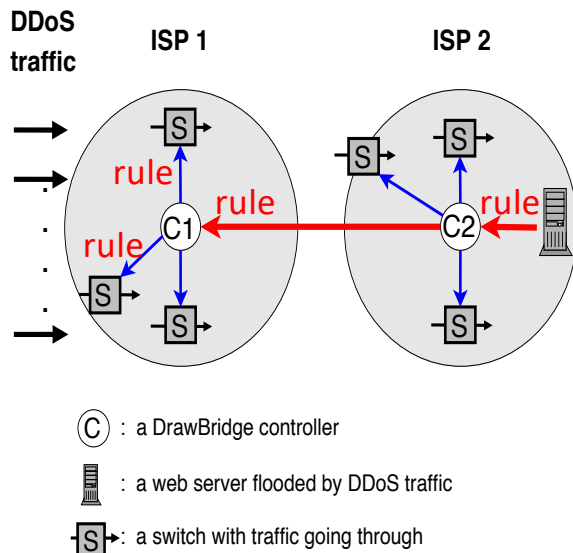 DDoS
traffic
ISP 1
ISP 2
S
S
S
rule
rule
rule
C1
rule
C2
rule
S
S
S
S
C : a DrawBridge controller
: a web server flooded by DDoS traffic
S : a switch with traffic going through